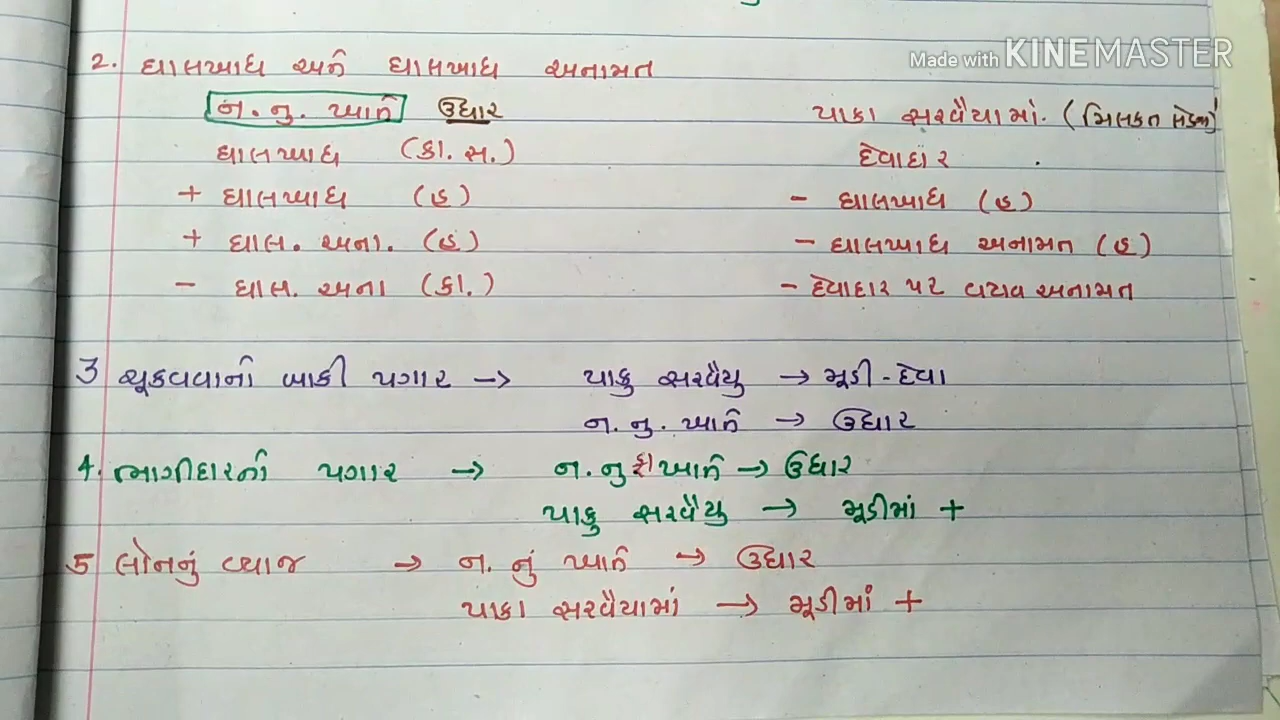 Made with KINEMASTER
2. ઘાલખાધ અને ઘાલખાધ અનામત
ન. નુ. ખાતે ઉધાર
પાકા સરવૈયામાં. (મિલકત
ઘાલખાધ (કા. સ.)
દેવાદાર
+ ઘાલખાધ (હ)
- ઘાલખાધ (હ)
+ ઘાલ. અના. (હ)
- ઘાલખાધ અનામત (હ)
- ઘાલ. અના (કા.)
- દેવાદાર પર વટાવ અનામત
3 ચૂકવવાનો બાકી પગાર → પાકુ સરવૈયુ → મૂડી - દેવા
ન. નુ. ખાતે → ઉધાર
4. ભાગીદારનો પગાર → ન. નુ ફા ખાતે → ઉધાર
પાકુ સરવૈયુ → મૂડીમાં +
5 લોનનું વ્યાજ → ન. નું ખાતે → ઉધાર
પાકા સરવૈયામાં → મૂડીમાં +